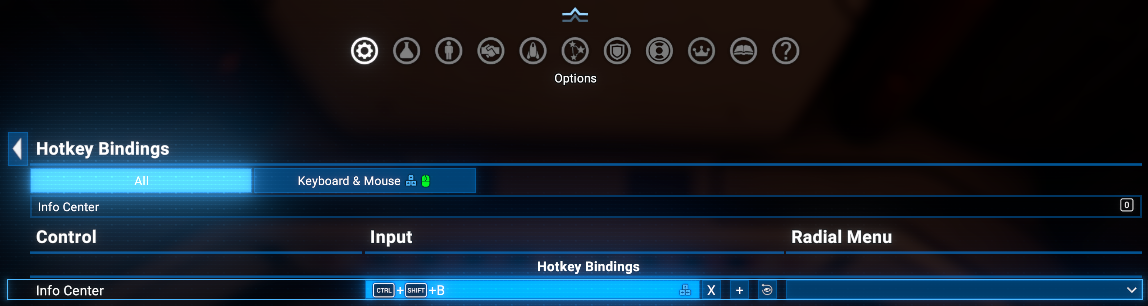 Options
Hotkey Bindings
All Keyboard & Mouse
Info Center 0
Control Input Radial Menu
Hotkey Bindings
Info Center CTRL + SHIFT +B X +